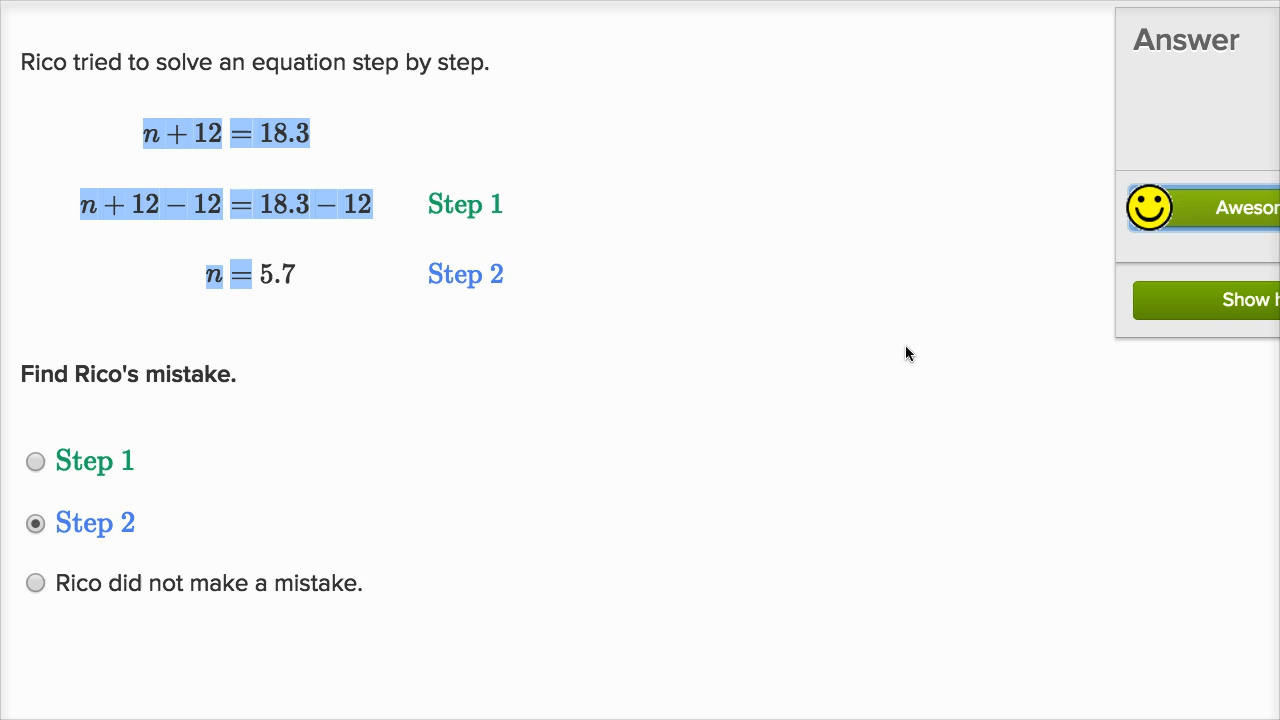 Rico tried to solve an equation step by step.
Answer
n + 12 = 18.3
n + 12 − 12 = 18.3 − 12 Step 1
Aweso
n = 5.7 Step 2
Show
Find Rico's mistake.
Step 1
Step 2
Rico did not make a mistake.